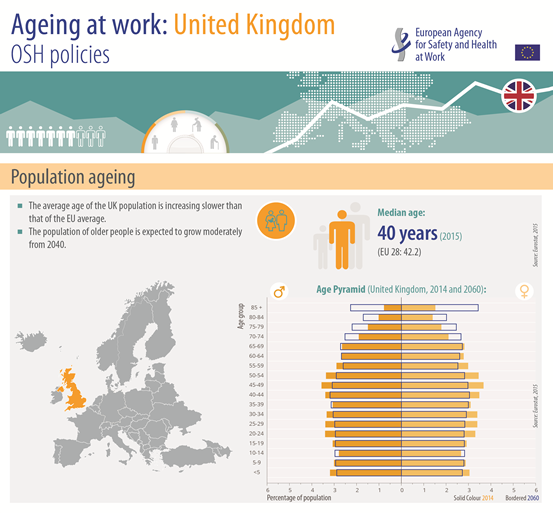 Ageing at work: United Kingdom
OSH policies
European Agency
for Safety and Health
at Work
Population ageing
The average age of the UK population is increasing slower than
that of the EU average.
The population of older people is expected to grow moderately
from 2040.
Median age:
40 years (2015)
(EU 28: 42.2)
Source: Eurostat, 2015
Age Pyramid (United Kingdom, 2014 and 2060):
Age group
85 +
80-84
75-79
70-74
65-69
60-64
55-59
50-54
45-49
40-44
35-39
30-34
25-29
20-24
15-19
10-14
5-9
<5
6 5 4 3 2 1 0 1 2 3 4 5 6
Percentage of population
Solid Colour 2014
Bordered 2060
Source: Eurostat, 2015